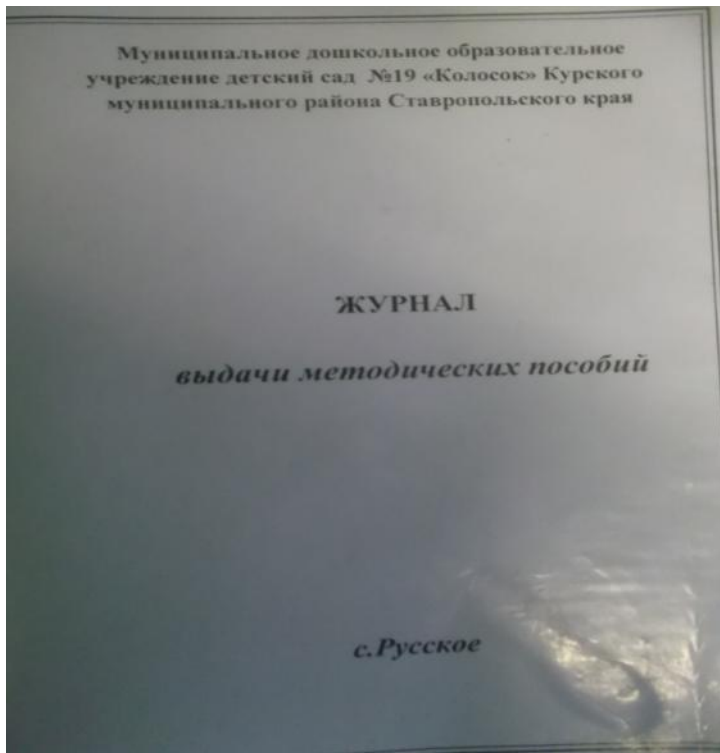 Муниципальное дошкольное образовательное
учреждение детский сад №19 «Колосок» Курского
муниципального района Ставропольского края
ЖУРНАЛ
выдачи методических пособий
с.Русское